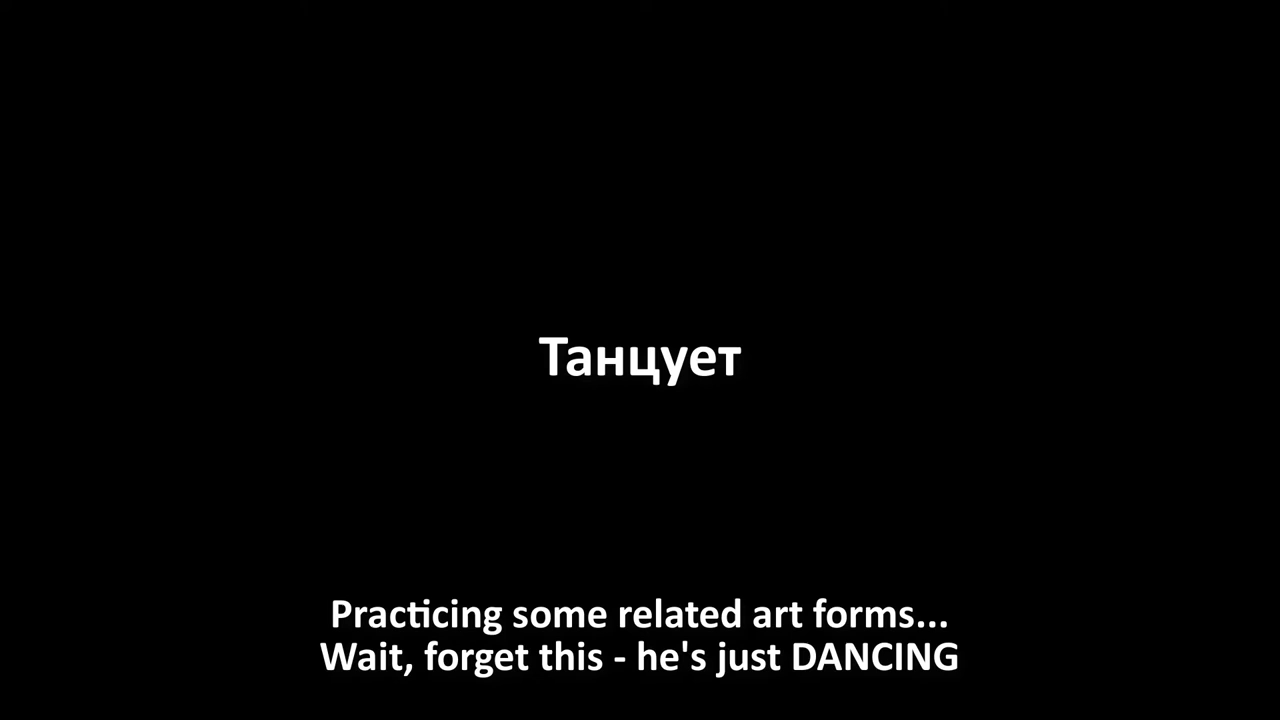 Танцует
Practicing some related art forms...
Wait, forget this - he's just DANCING